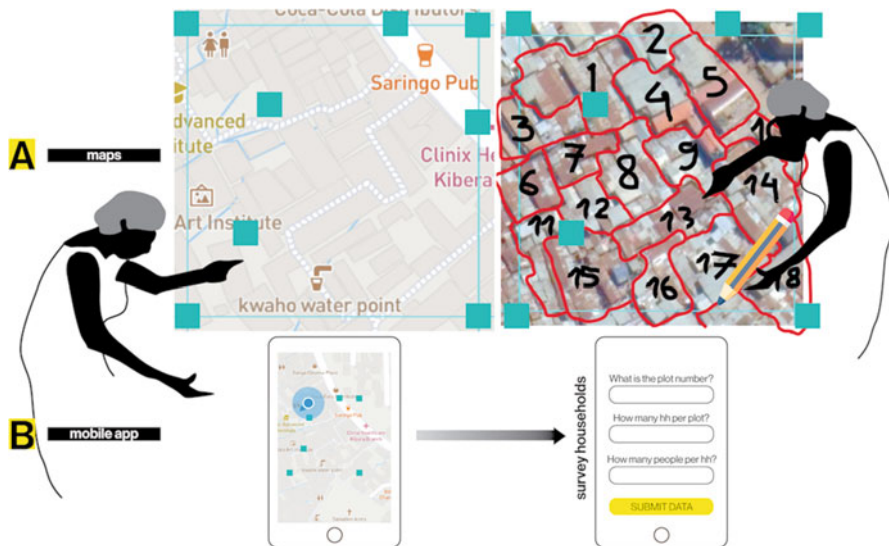 Coca-Cola Distributors
Saringo Pub
dvanced
itute
Clinix He
Kibera
Art Institute
kwaho water point
1
2
3
4
5
6
7
8
9
10
11
12
13
14
15
16
17
18
A
maps
B
mobile app
Saringo Pub
survey households
What is the plot number?
How many hh per plot?
How many people per hh?
SUBMIT DATA